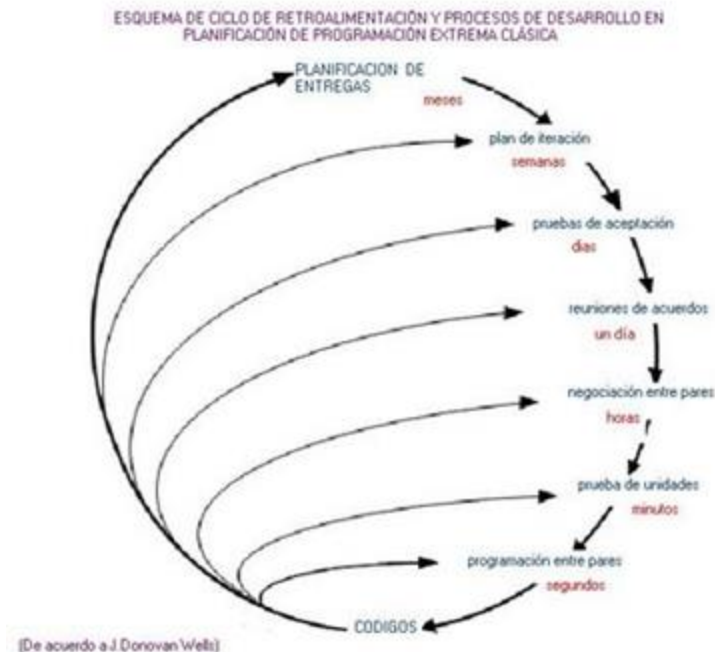 ESQUEMA DE CICLO DE RETROALIMENTACIÓN Y PROCESOS DE DESARROLLO EN
PLANIFICACIÓN DE PROGRAMACIÓN EXTREMA CLÁSICA
PLANIFICACION DE
ENTREGAS
meses
plan de iteración
semanas
pruebas de aceptación
dias
reuniones de acuerdos
un día
negociación entre pares
horas
prueba de unidades
minutos
programación entre pares
segundos
CODIGOS
(De acuerdo a J. Donovan Wells)